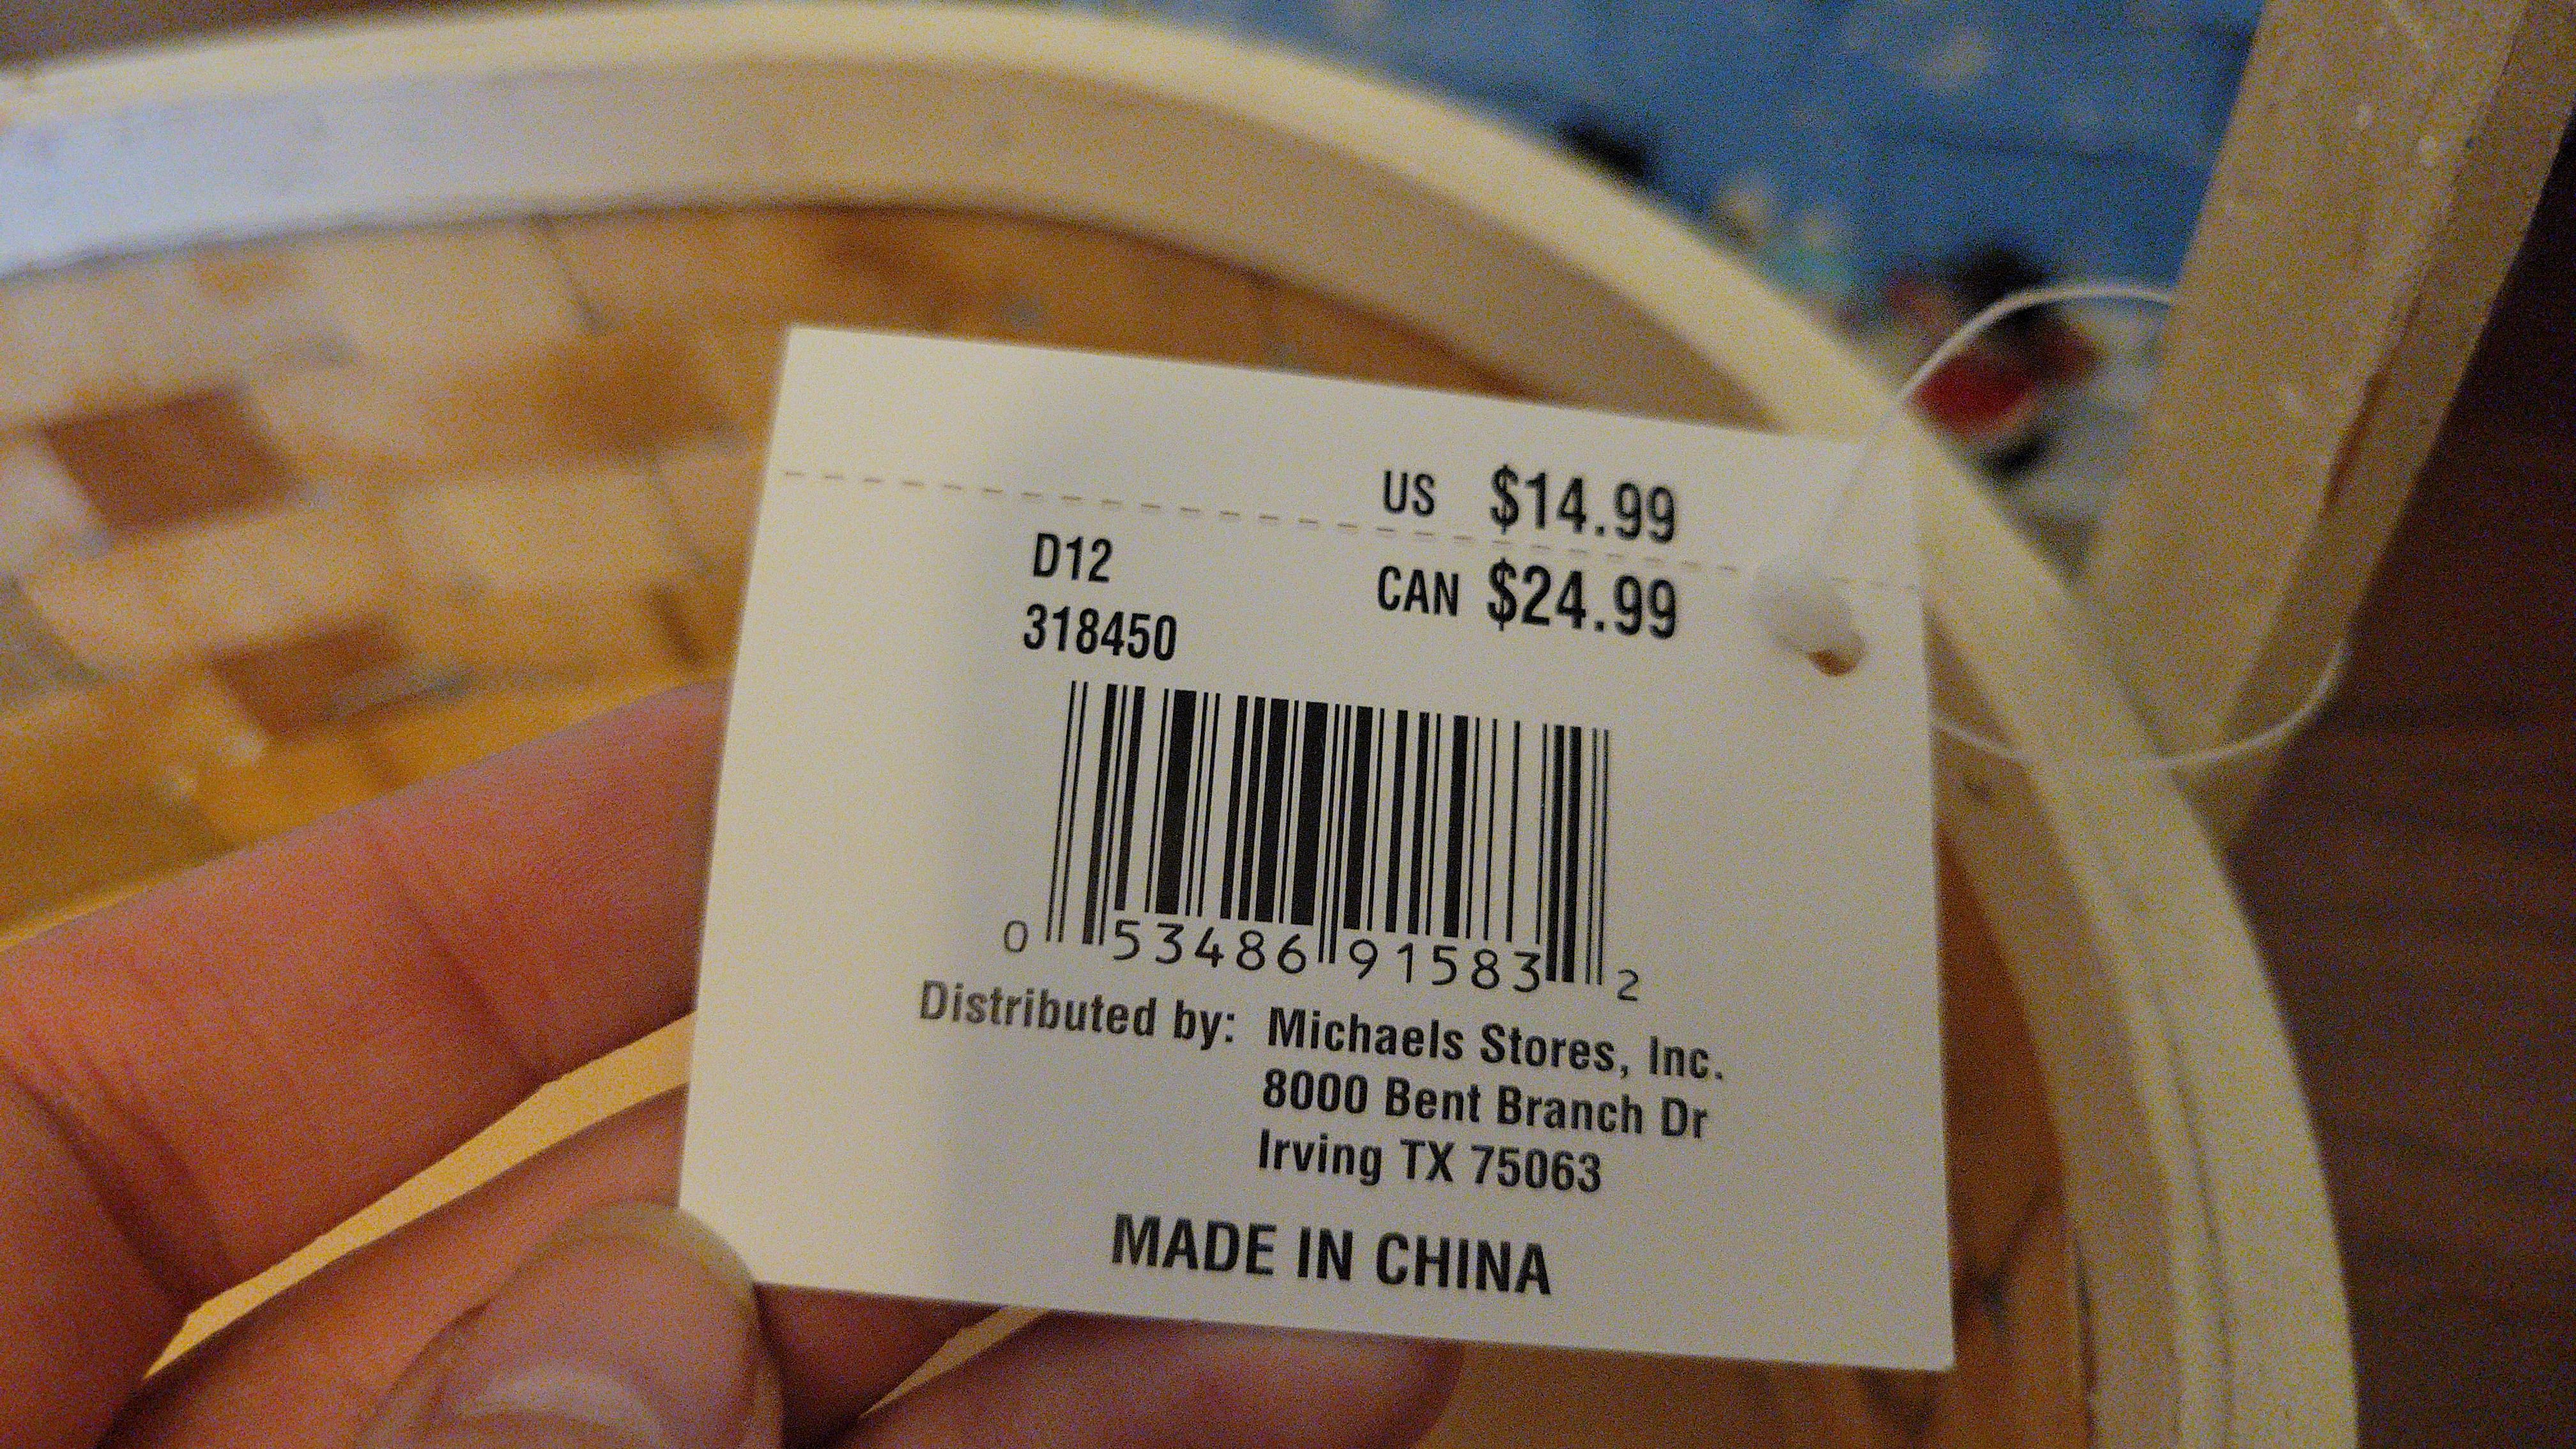 US $14.99
D12
CAN $24.99
318450
0 53486 91583 2
Distributed by: Michaels Stores, Inc.
8000 Bent Branch Dr
Irving TX 75063
MADE IN CHINA